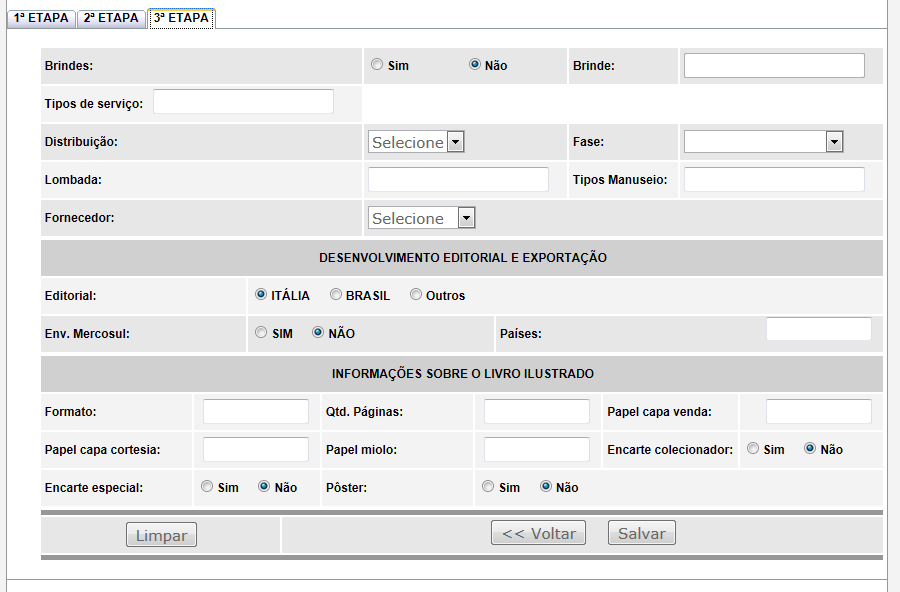 1ª ETAPA 2ª ETAPA 3ª ETAPA
Brindes: Sim Não Brinde:
Tipos de serviço:
Distribuição: Selecione Fase:
Lombada: Tipos Manuseio:
Fornecedor: Selecione
DESENVOLVIMENTO EDITORIAL E EXPORTAÇÃO
Editorial: ITÁLIA BRASIL Outros
Env. Mercosul: SIM NÃO Países:
INFORMAÇÕES SOBRE O LIVRO ILUSTRADO
Formato: Qtd. Páginas: Papel capa venda:
Papel capa cortesia: Papel miolo: Encarte colecionador: Sim Não
Encarte especial: Sim Não Pôster: Sim Não
Limpar << Voltar Salvar